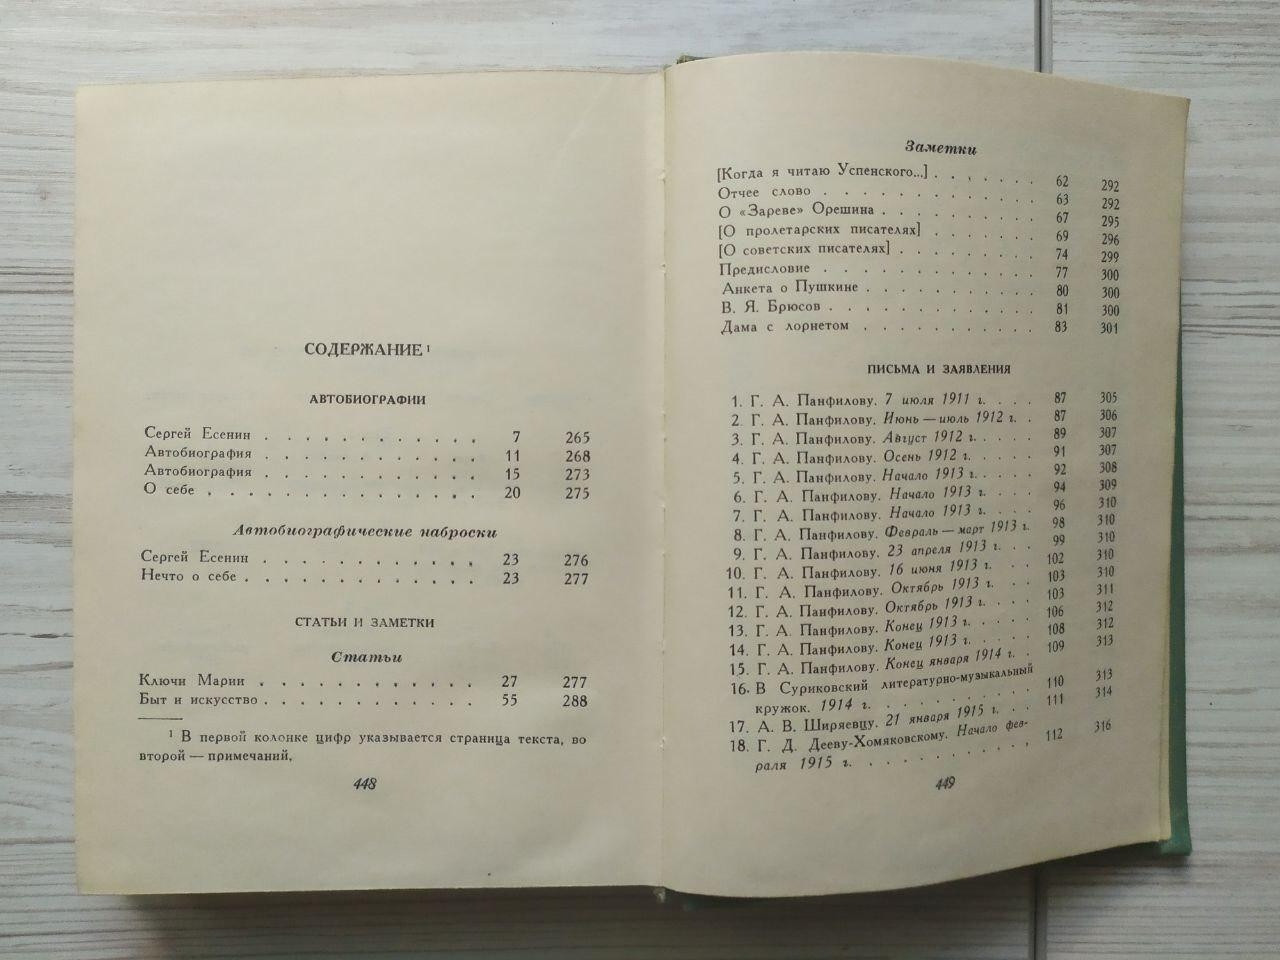 СОДЕРЖАНИЕ ¹
АВТОБИОГРАФИИ
Сергей Есенин . . . . . . . . . . . . 7 265
Автобиография . . . . . . . . . . . . 11 268
Автобиография . . . . . . . . . . . . 15 273
О себе . . . . . . . . . . . . . . . 20 275
Автобиографические наброски
Сергей Есенин . . . . . . . . . . . . 23 276
Нечто о себе . . . . . . . . . . . . 23 277
СТАТЬИ И ЗАМЕТКИ
Статьи
Ключи Марии . . . . . . . . . . . . 27 277
Быт и искусство . . . . . . . . . . . . 55 288
¹ В первой колонке цифр указывается страница текста, во
второй — примечаний,
448
Заметки
[Когда я читаю Успенского...] . . . . . . . 62 292
Отчее слово . . . . . . . . . . . . 63 292
О «Зареве» Орешина . . . . . . . . . . 67 295
[О пролетарских писателях] . . . . . . . 69 296
[О советских писателях] . . . . . . . . . 74 299
Предисловие . . . . . . . . . . . . 77 300
Анкета о Пушкине . . . . . . . . . . . 80 300
В. Я. Брюсов . . . . . . . . . . . . 81 300
Дама с лорнетом . . . . . . . . . . . 83 301
ПИСЬМА И ЗАЯВЛЕНИЯ
1. Г. А. Панфилову. 7 июля 1911 г. . . . . 87 305
2. Г. А. Панфилову. Июнь — июль 1912 г. . 87 306
3. Г. А. Панфилову. Август 1912 г. . . . . 89 307
4. Г. А. Панфилову. Осень 1912 г. . . . . 91 307
5. Г. А. Панфилову. Начало 1913 г. . . . . 92 308
6. Г. А. Панфилову. Начало 1913 г. . . . . 94 309
7. Г. А. Панфилову. Начало 1913 г. . . . . 96 310
8. Г. А. Панфилову. Февраль — март 1913 г. 98 310
9. Г. А. Панфилову. 23 апреля 1913 г. . . . 99 310
10. Г. А. Панфилову. 16 июня 1913 г. . . . 102 310
11. Г. А. Панфилову. Октябрь 1913 г. . . . 103 310
12. Г. А. Панфилову. Октябрь 1913 г. . . . . 103 311
13. Г. А. Панфилову. Конец 1913 г. . . . . 106 312
14. Г. А. Панфилову. Конец 1913 г. . . . . 108 312
15. Г. А. Панфилову. Конец января 1914 г. . . 109 313
16. В Суриковский литературно-музыкальный
кружок. 1914 г. . . . . . . . . . . 110 313
17. А. В. Ширяевцу. 21 января 1915 г. . . . 111 314
18. Г. Д. Дееву-Хомяковскому. Начало фев-
раля 1915 г. . . . . . . . . . . . 112 316
449